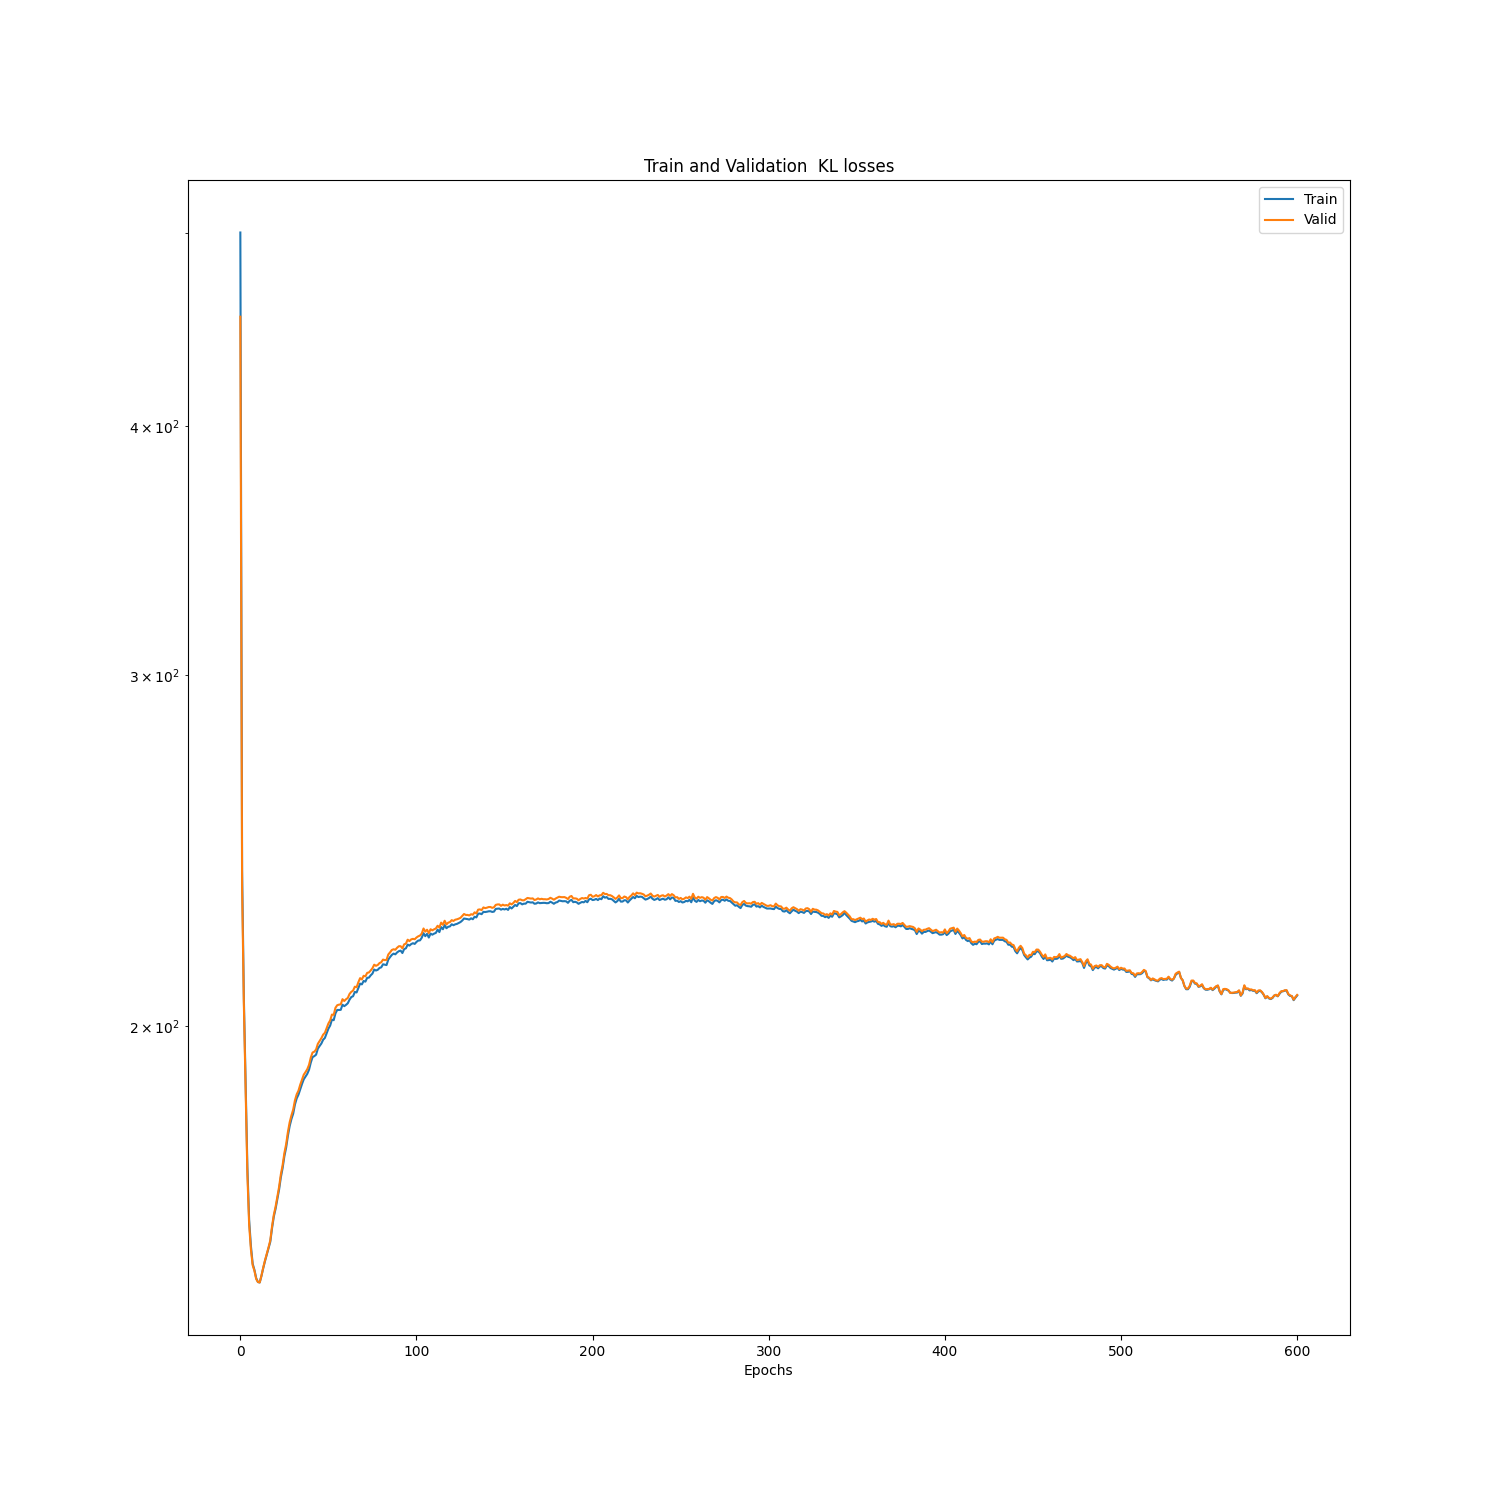 Train and Validation  KL losses
Train
Valid
4 × 10²
3 × 10²
2 × 10²
0 100 200 300 400 500 600
Epochs